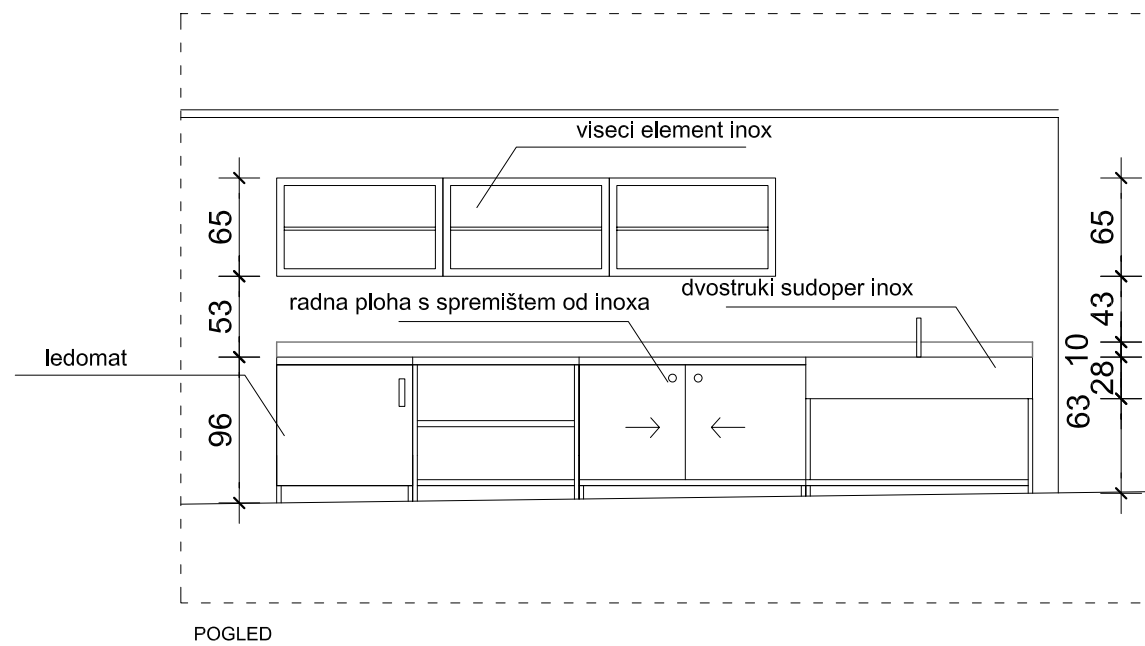 viseci element inox
65
65
radna ploha s spremištem od inoxa
dvostruki sudoper inox
53
43
ledomat
10
28
96
63
POGLED